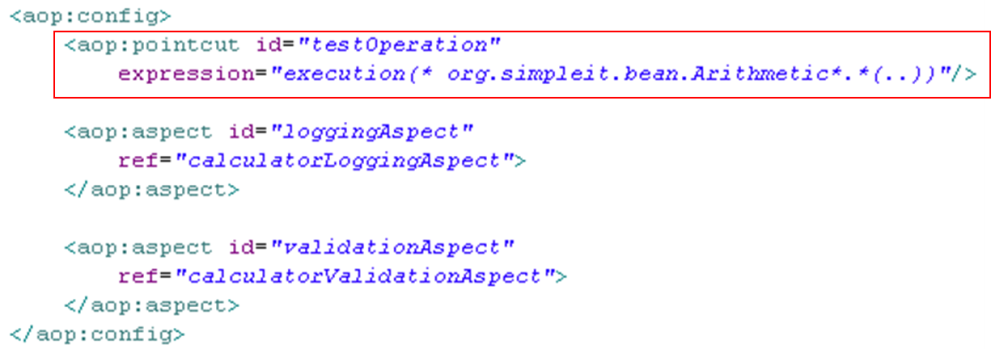 <aop:config>
<aop:pointcut id="testOperation"
expression="execution(* org.simpleit.bean.Arithmetic*.*(..))"/>
<aop:aspect id="loggingAspect"
ref="calculatorLoggingAspect">
</aop:aspect>
<aop:aspect id="validationAspect"
ref="calculatorValidationAspect">
</aop:aspect>
</aop:config>